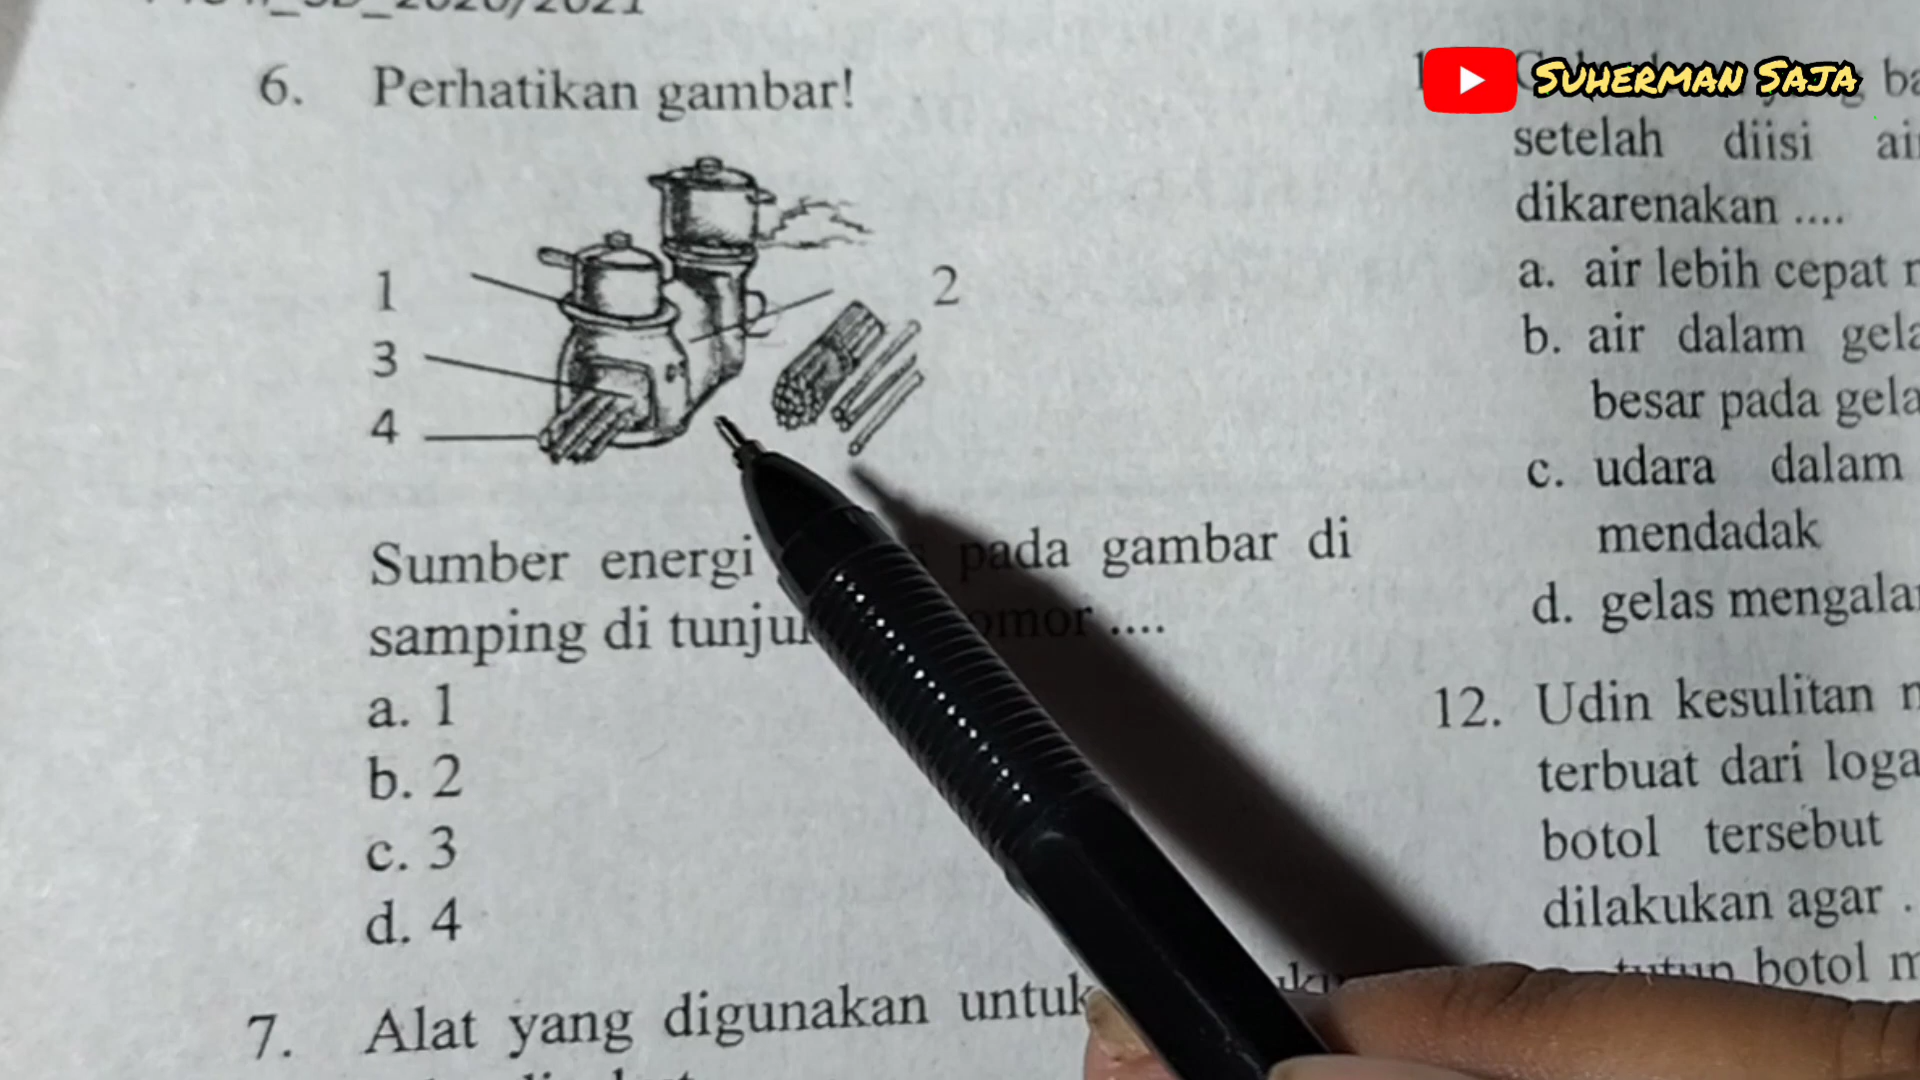 6. Perhatikan gambar!
1
2
3
4
Sumber energi pada gambar di
samping di ....
a. 1
b. 2
c. 3
d. 4
7. Alat yang digunakan untuk
SUHERMAN SAJA
setelah diisi
dikarenakan ....
a. air lebih cepat
b. air dalam
besar pada
c. udara dalam
mendadak
d. gelas
12. Udin kesulitan
terbuat dari
botol tersebut
dilakukan agar .
tutup botol